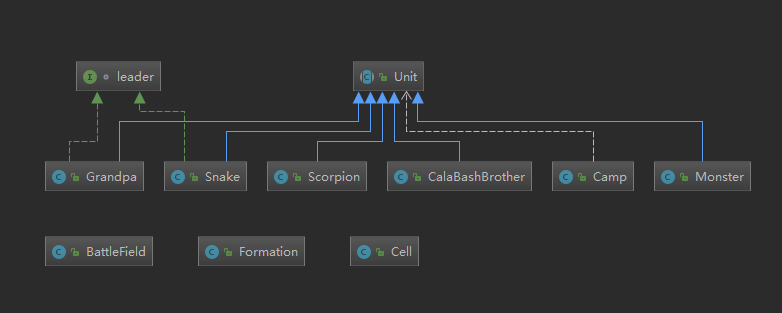 leader
Unit
Grandpa
Snake
Scorpion
CalaBashBrother
Camp
Monster
BattleField
Formation
Cell